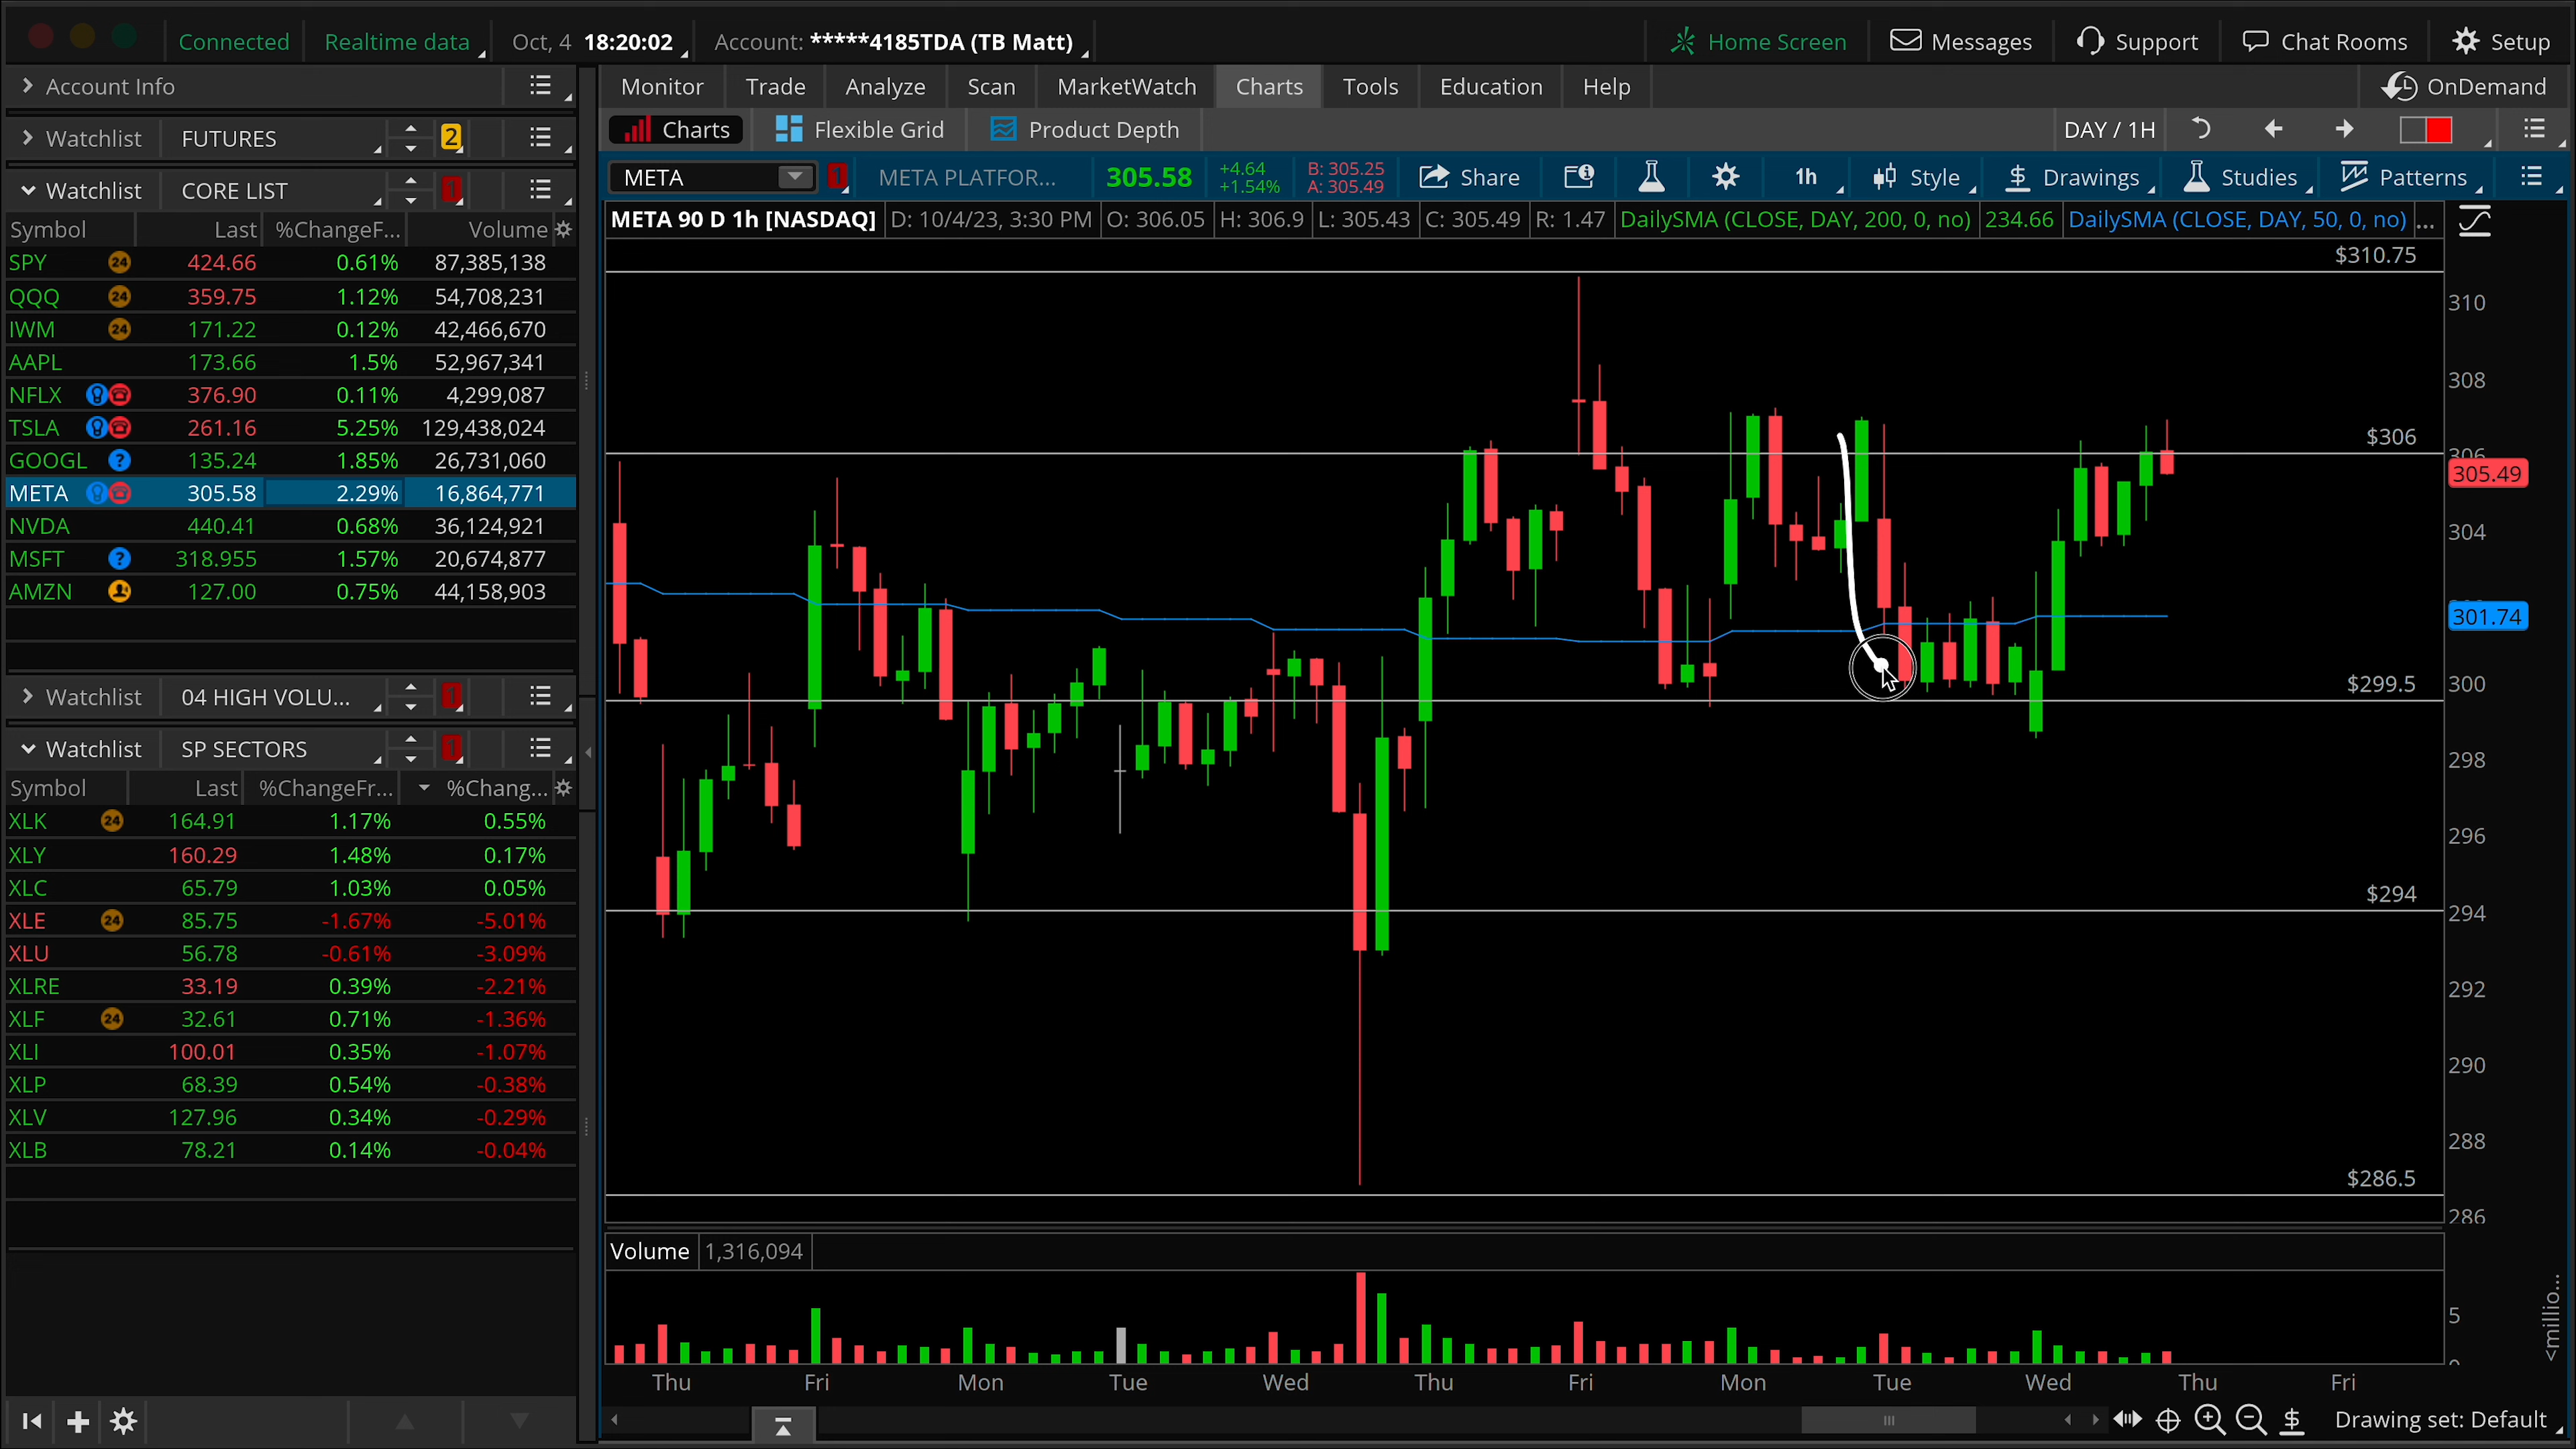 Connected Realtime data Oct, 4 18:20:02 Account: *****4185TDA (TB Matt) Home Screen Messages Support Chat Rooms Setup
Account Info
Monitor Trade Analyze Scan MarketWatch Charts Tools Education Help OnDemand
Watchlist FUTURES 2
Charts Flexible Grid Product Depth DAY / 1H
Watchlist CORE LIST 1
META 1 META PLATFOR... 305.58 +4.64 +1.54% B: 305.25 A: 305.49 Share 1h Style $ Drawings Studies Patterns
META 90 D 1h [NASDAQ] D: 10/4/23, 3:30 PM O: 306.05 H: 306.9 L: 305.43 C: 305.49 R: 1.47 DailySMA (CLOSE, DAY, 200, 0, no) 234.66 DailySMA (CLOSE, DAY, 50, 0, no) ...
Symbol Last %ChangeF... Volume
SPY 24 424.66 0.61% 87,385,138
QQQ 24 359.75 1.12% 54,708,231
IWM 24 171.22 0.12% 42,466,670
AAPL 173.66 1.5% 52,967,341
NFLX 376.90 0.11% 4,299,087
TSLA 261.16 5.25% 129,438,024
GOOGL ? 135.24 1.85% 26,731,060
META 305.58 2.29% 16,864,771
NVDA 440.41 0.68% 36,124,921
MSFT ? 318.955 1.57% 20,674,877
AMZN 127.00 0.75% 44,158,903
Watchlist 04 HIGH VOLU... 1
Watchlist SP SECTORS 1
Symbol Last %ChangeFr... %Chang...
XLK 24 164.91 1.17% 0.55%
XLY 160.29 1.48% 0.17%
XLC 65.79 1.03% 0.05%
XLE 24 85.75 -1.67% -5.01%
XLU 56.78 -0.61% -3.09%
XLRE 33.19 0.39% -2.21%
XLF 24 32.61 0.71% -1.36%
XLI 100.01 0.35% -1.07%
XLP 68.39 0.54% -0.38%
XLV 127.96 0.34% -0.29%
XLB 78.21 0.14% -0.04%
$310.75
310
308
$306
306
305.49
304
301.74
$299.5
300
298
296
$294
294
292
290
288
$286.5
286
Volume 1,316,094
5
0
<millio...
Thu Fri Mon Tue Wed Thu Fri Mon Tue Wed Thu Fri
$ Drawing set: Default